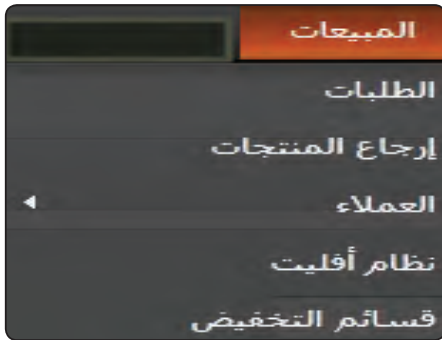 المبيعات
الطلبات
إرجاع المنتجات
العملاء
نظام أفليت
قسائم التخفيض